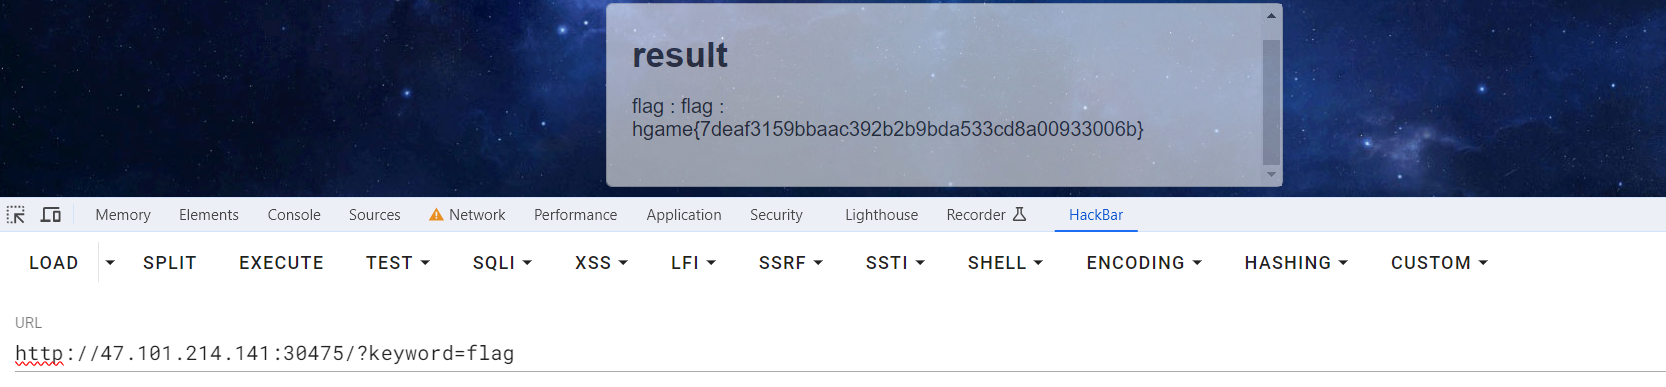 result
flag : flag :
hgame{7deaf3159bbaac392b2b9bda533cd8a00933006b}
Memory Elements Console Sources Network Performance Application Security Lighthouse Recorder HackBar
LOAD SPLIT EXECUTE TEST SQLI XSS LFI SSRF SSTI SHELL ENCODING HASHING CUSTOM
URL
http://47.101.214.141:30475/?keyword=flag